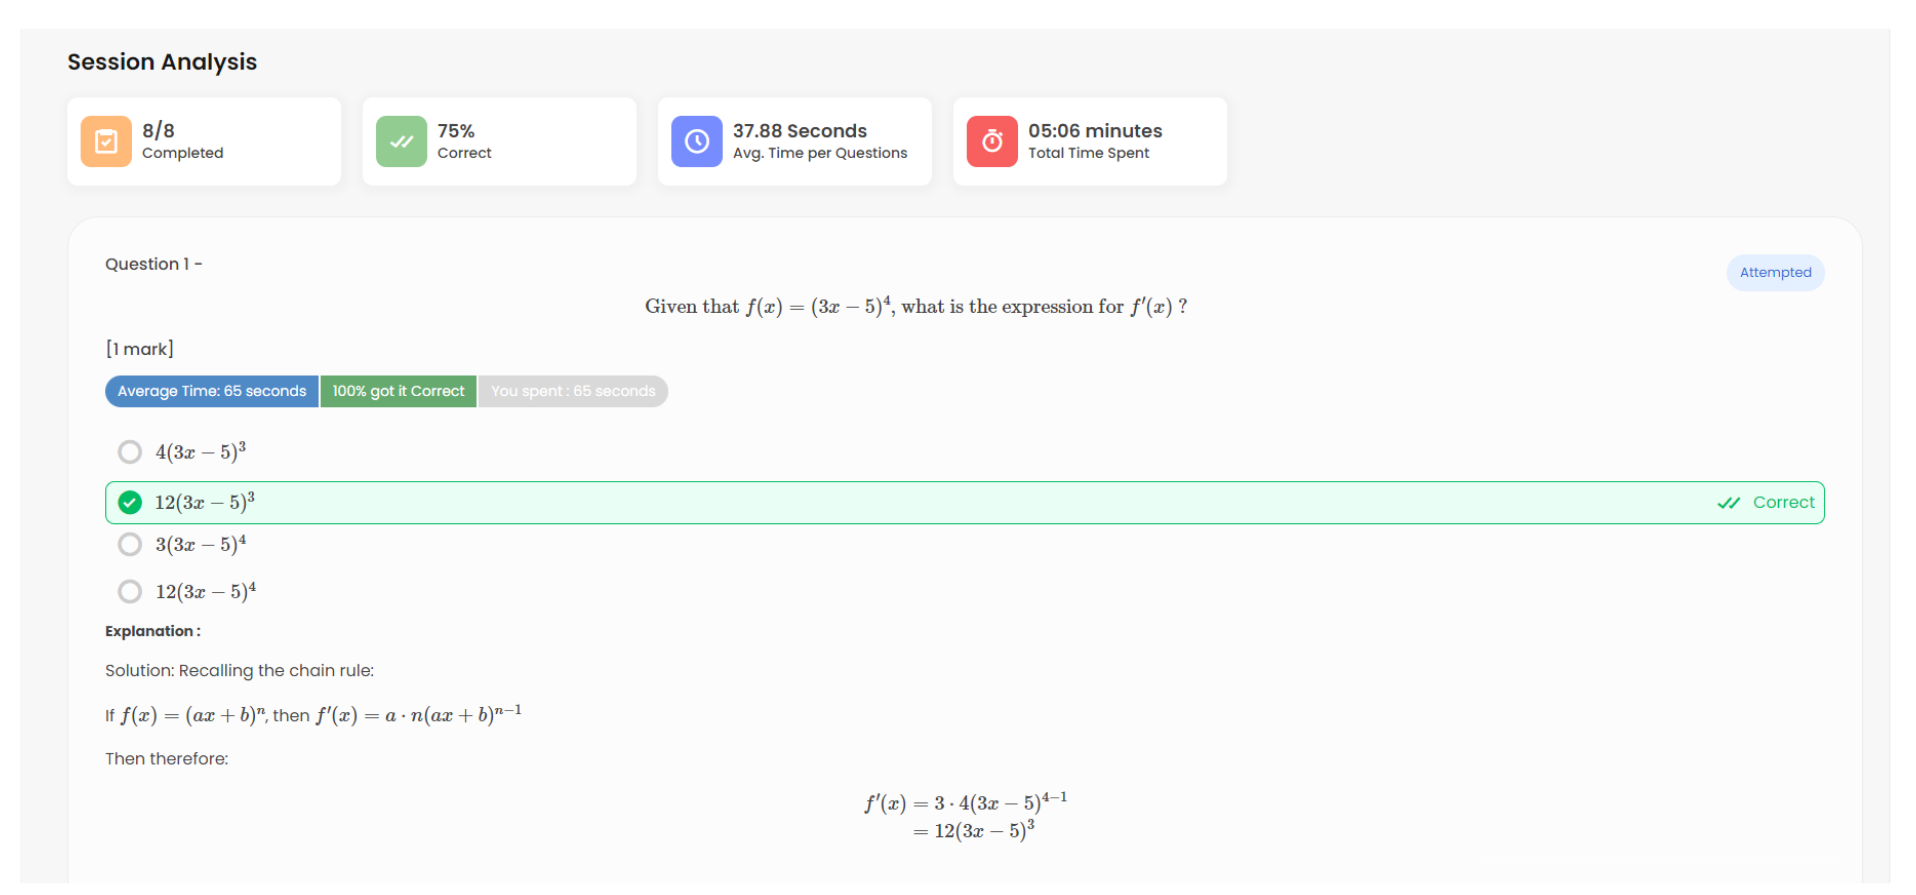 Session Analysis
8/8
Completed
75%
Correct
37.88 Seconds
Avg. Time per Questions
05:06 minutes
Total Time Spent
Question 1 -
Attempted
Given that f(x) = (3x − 5)⁴, what is the expression for f′(x) ?
[1 mark]
Average Time: 65 seconds 100% got it Correct You spent : 65 seconds
4(3x − 5)³
12(3x − 5)³ Correct
3(3x − 5)⁴
12(3x − 5)⁴
Explanation :
Solution: Recalling the chain rule:
If f(x) = (ax + b)ⁿ, then f′(x) = a · n(ax + b)ⁿ⁻¹
Then therefore:
f′(x) = 3 · 4(3x − 5)⁴⁻¹
= 12(3x − 5)³